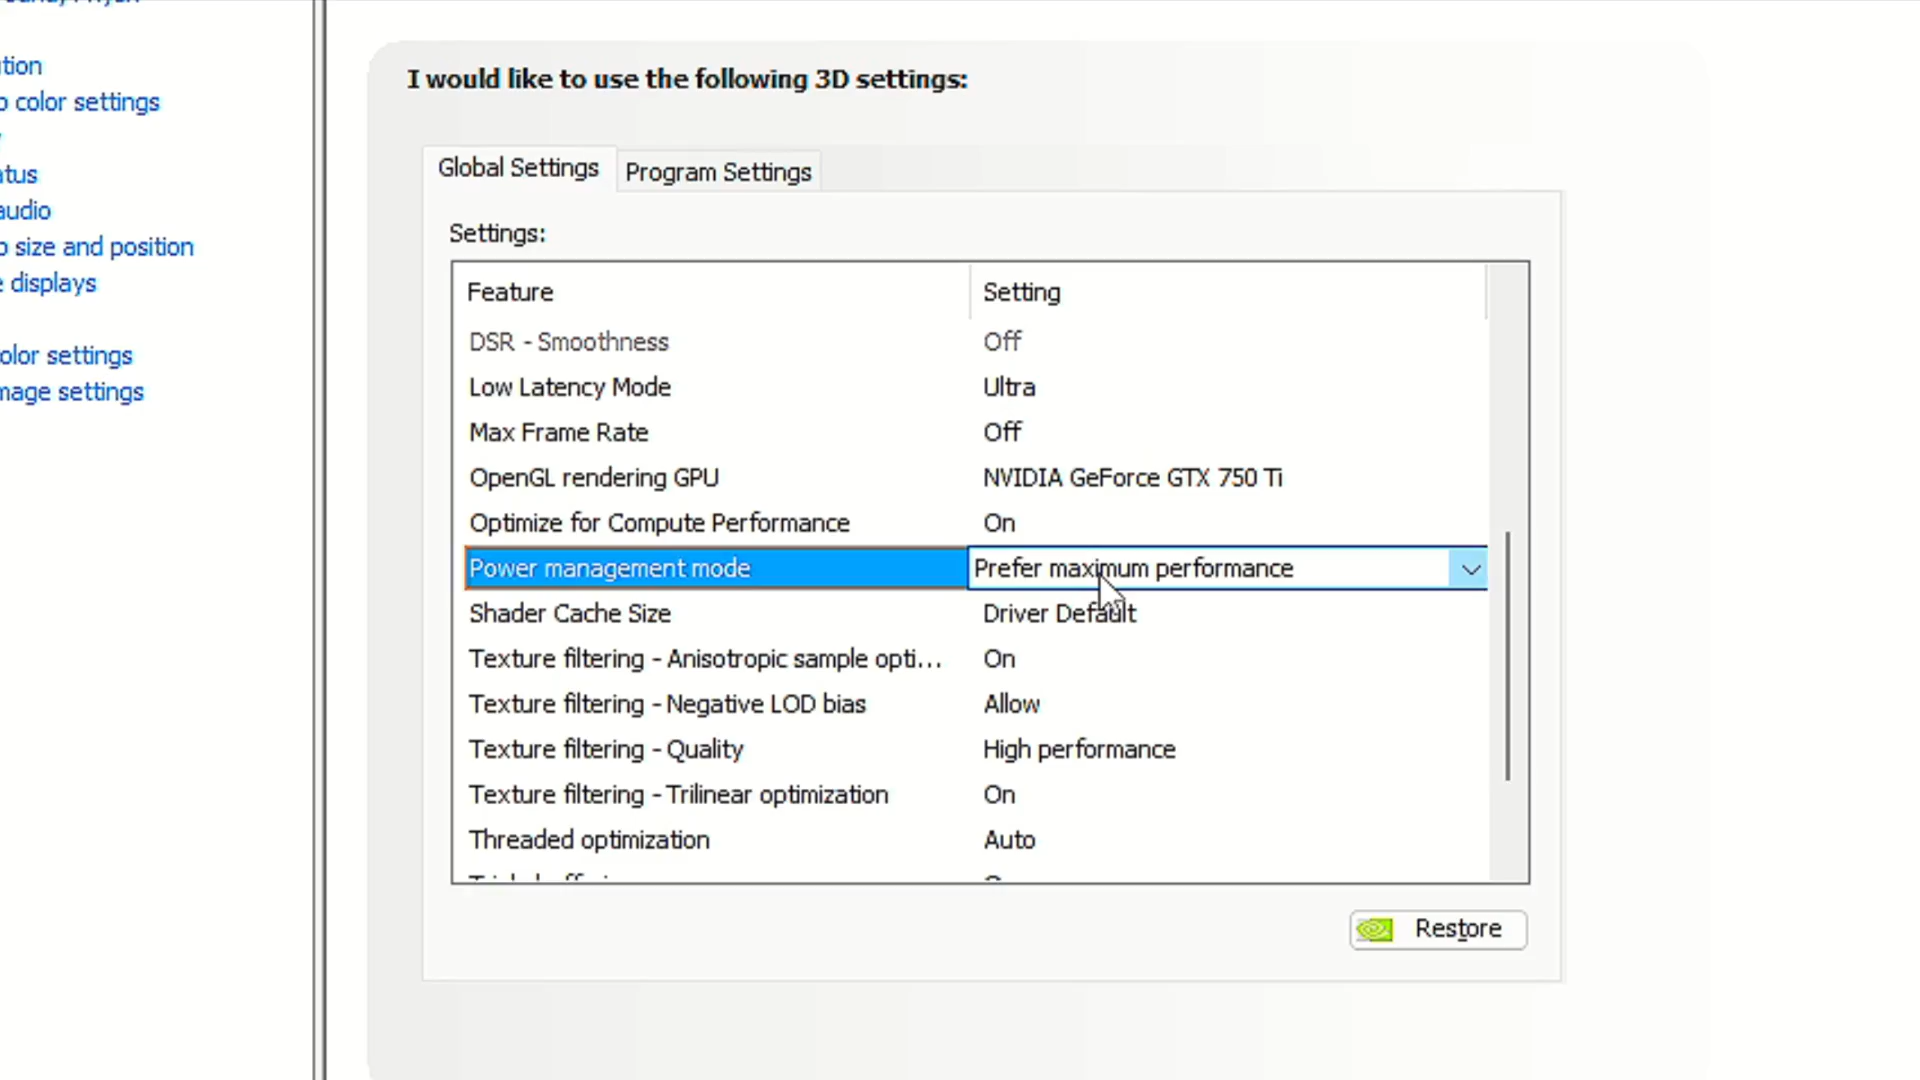 tion
o color settings
atus
audio
o size and position
e displays
olor settings
mage settings
I would like to use the following 3D settings:
Global Settings
Program Settings
Settings:
Feature Setting
DSR - Smoothness Off
Low Latency Mode Ultra
Max Frame Rate Off
OpenGL rendering GPU NVIDIA GeForce GTX 750 Ti
Optimize for Compute Performance On
Power management mode Prefer maximum performance
Shader Cache Size Driver Default
Texture filtering - Anisotropic sample opti... On
Texture filtering - Negative LOD bias Allow
Texture filtering - Quality High performance
Texture filtering - Trilinear optimization On
Threaded optimization Auto
Restore